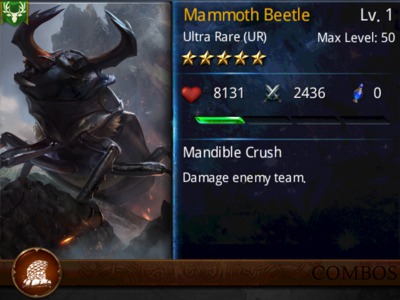 Mammoth Beetle Lv. 1
Ultra Rare (UR) Max Level: 50
8131 2436 0
Mandible Crush
Damage enemy team.
COMBOS